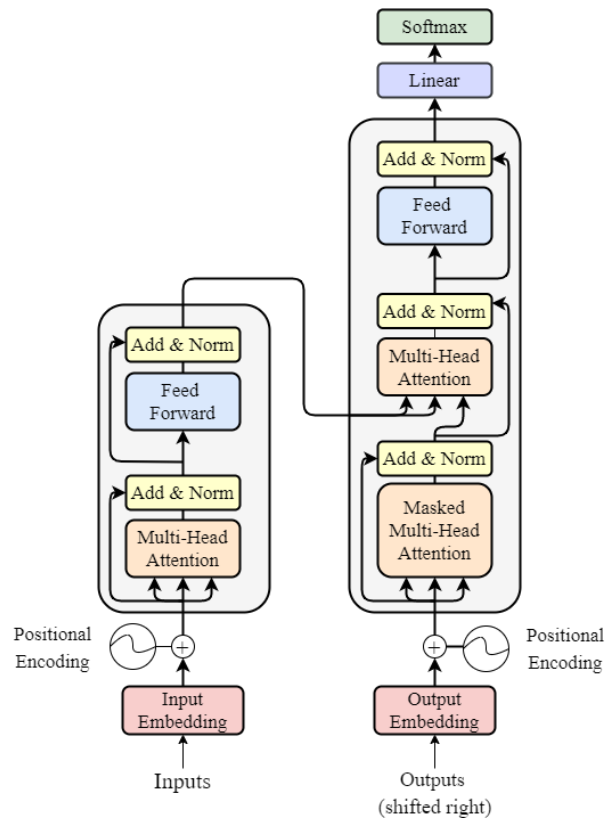 Softmax
Linear
Add & Norm
Feed
Forward
Add & Norm
Multi-Head
Attention
Add & Norm
Masked
Multi-Head
Attention
Add & Norm
Feed
Forward
Add & Norm
Multi-Head
Attention
Positional
Encoding
Positional
Encoding
Input
Embedding
Output
Embedding
Inputs
Outputs
(shifted right)